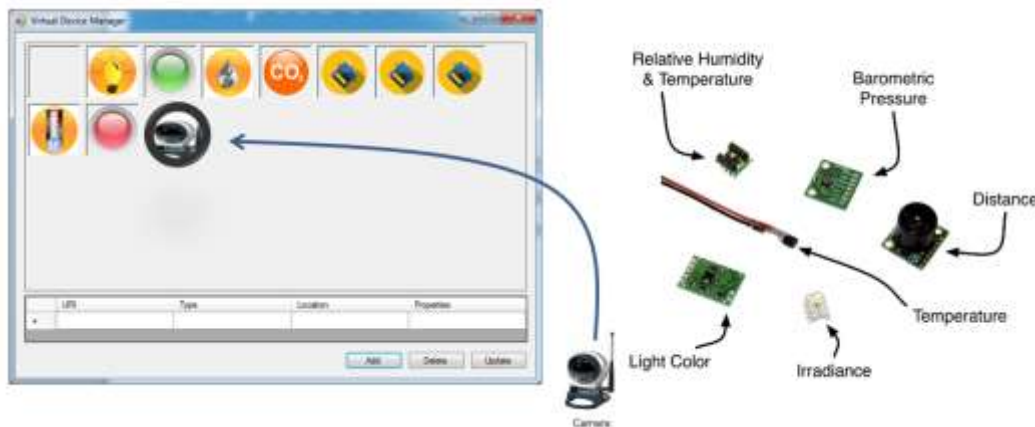 Virtual Device Manager
CO₂
URI Type Location Properties
Add Delete Update
Relative Humidity
& Temperature
Barometric
Pressure
Distance
Temperature
Light Color
Irradiance
Camera